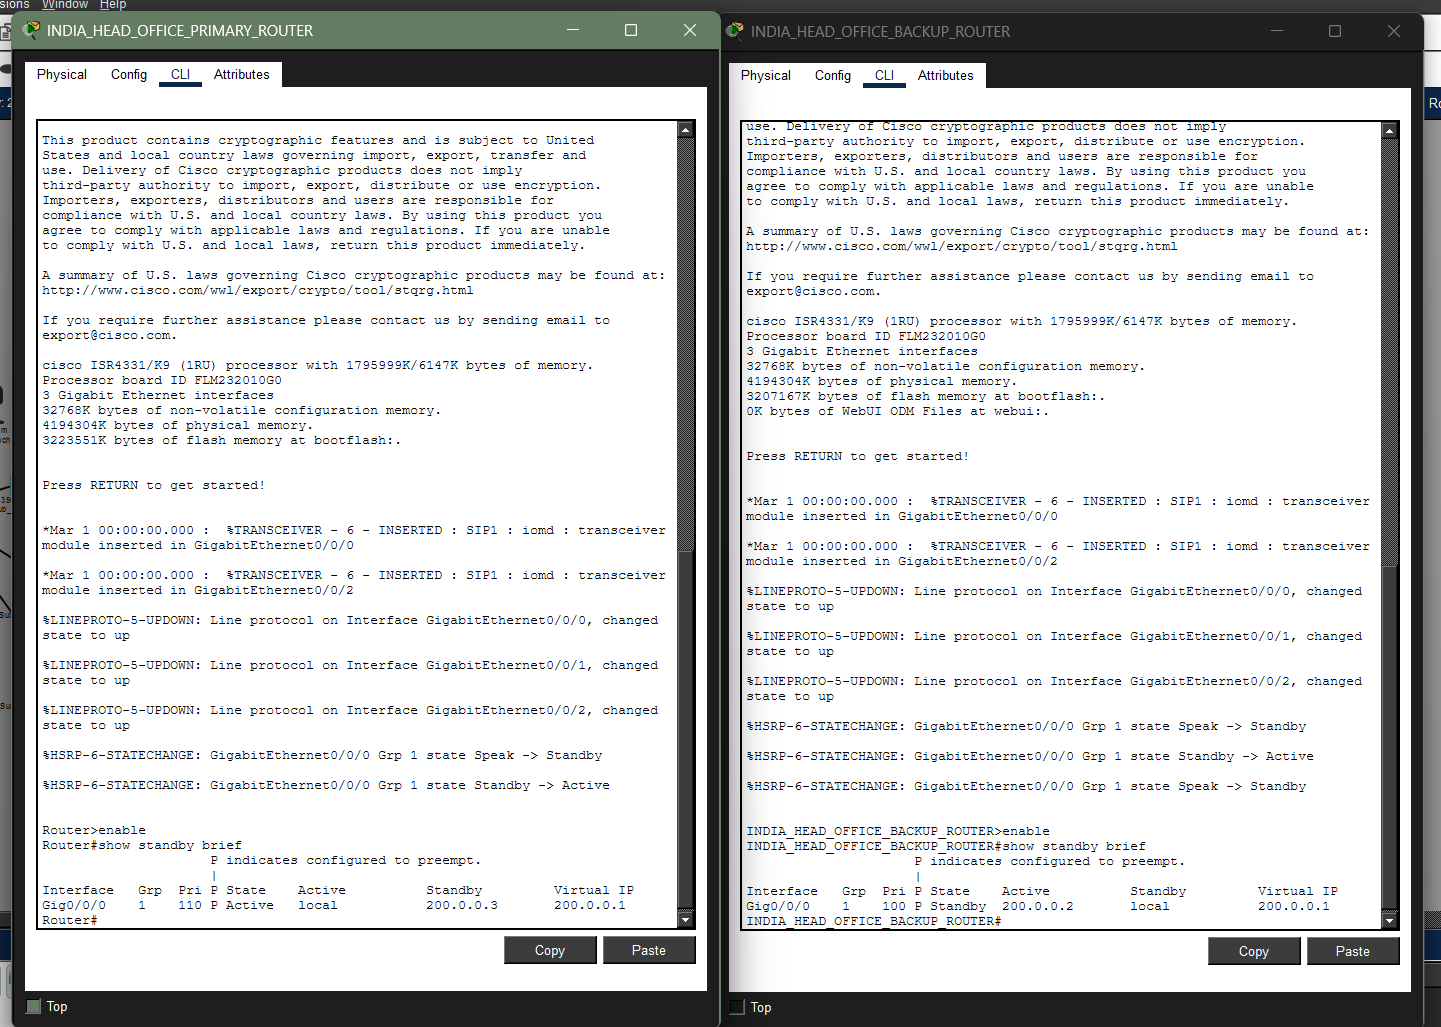 sions Window Help
INDIA_HEAD_OFFICE_PRIMARY_ROUTER
Physical Config CLI Attributes
This product contains cryptographic features and is subject to United
States and local country laws governing import, export, transfer and
use. Delivery of Cisco cryptographic products does not imply
third-party authority to import, export, distribute or use encryption.
Importers, exporters, distributors and users are responsible for
compliance with U.S. and local country laws. By using this product you
agree to comply with applicable laws and regulations. If you are unable
to comply with U.S. and local laws, return this product immediately.
A summary of U.S. laws governing Cisco cryptographic products may be found at:
http://www.cisco.com/wwl/export/crypto/tool/stqrg.html
If you require further assistance please contact us by sending email to
export@cisco.com.
cisco ISR4331/K9 (1RU) processor with 1795999K/6147K bytes of memory.
Processor board ID FLM232010G0
3 Gigabit Ethernet interfaces
32768K bytes of non-volatile configuration memory.
4194304K bytes of physical memory.
3223551K bytes of flash memory at bootflash:.
Press RETURN to get started!
*Mar 1 00:00:00.000 :  %TRANSCEIVER - 6 - INSERTED : SIP1 : iomd : transceiver
module inserted in GigabitEthernet0/0/0
*Mar 1 00:00:00.000 :  %TRANSCEIVER - 6 - INSERTED : SIP1 : iomd : transceiver
module inserted in GigabitEthernet0/0/2
%LINEPROTO-5-UPDOWN: Line protocol on Interface GigabitEthernet0/0/0, changed
state to up
%LINEPROTO-5-UPDOWN: Line protocol on Interface GigabitEthernet0/0/1, changed
state to up
%LINEPROTO-5-UPDOWN: Line protocol on Interface GigabitEthernet0/0/2, changed
state to up
%HSRP-6-STATECHANGE: GigabitEthernet0/0/0 Grp 1 state Speak -> Standby
%HSRP-6-STATECHANGE: GigabitEthernet0/0/0 Grp 1 state Standby -> Active
Router>enable
Router#show standby brief
P indicates configured to preempt.
|
Interface   Grp  Pri P State   Active          Standby         Virtual IP
Gig0/0/0    1    110 P Active  local           200.0.0.3       200.0.0.1
Router#
Copy Paste
Top
INDIA_HEAD_OFFICE_BACKUP_ROUTER
Physical Config CLI Attributes
use. Delivery of Cisco cryptographic products does not imply
third-party authority to import, export, distribute or use encryption.
Importers, exporters, distributors and users are responsible for
compliance with U.S. and local country laws. By using this product you
agree to comply with applicable laws and regulations. If you are unable
to comply with U.S. and local laws, return this product immediately.
A summary of U.S. laws governing Cisco cryptographic products may be found at:
http://www.cisco.com/wwl/export/crypto/tool/stqrg.html
If you require further assistance please contact us by sending email to
export@cisco.com.
cisco ISR4331/K9 (1RU) processor with 1795999K/6147K bytes of memory.
Processor board ID FLM232010G0
3 Gigabit Ethernet interfaces
32768K bytes of non-volatile configuration memory.
4194304K bytes of physical memory.
3207167K bytes of flash memory at bootflash:.
0K bytes of WebUI ODM Files at webui:.
Press RETURN to get started!
*Mar 1 00:00:00.000 :  %TRANSCEIVER - 6 - INSERTED : SIP1 : iomd : transceiver
module inserted in GigabitEthernet0/0/0
*Mar 1 00:00:00.000 :  %TRANSCEIVER - 6 - INSERTED : SIP1 : iomd : transceiver
module inserted in GigabitEthernet0/0/2
%LINEPROTO-5-UPDOWN: Line protocol on Interface GigabitEthernet0/0/0, changed
state to up
%LINEPROTO-5-UPDOWN: Line protocol on Interface GigabitEthernet0/0/1, changed
state to up
%LINEPROTO-5-UPDOWN: Line protocol on Interface GigabitEthernet0/0/2, changed
state to up
%HSRP-6-STATECHANGE: GigabitEthernet0/0/0 Grp 1 state Speak -> Standby
%HSRP-6-STATECHANGE: GigabitEthernet0/0/0 Grp 1 state Standby -> Active
%HSRP-6-STATECHANGE: GigabitEthernet0/0/0 Grp 1 state Speak -> Standby
INDIA_HEAD_OFFICE_BACKUP_ROUTER>enable
INDIA_HEAD_OFFICE_BACKUP_ROUTER#show standby brief
P indicates configured to preempt.
|
Interface   Grp  Pri P State   Active          Standby         Virtual IP
Gig0/0/0    1    100 P Standby 200.0.0.2       local           200.0.0.1
INDIA_HEAD_OFFICE_BACKUP_ROUTER#
Copy Paste
Top